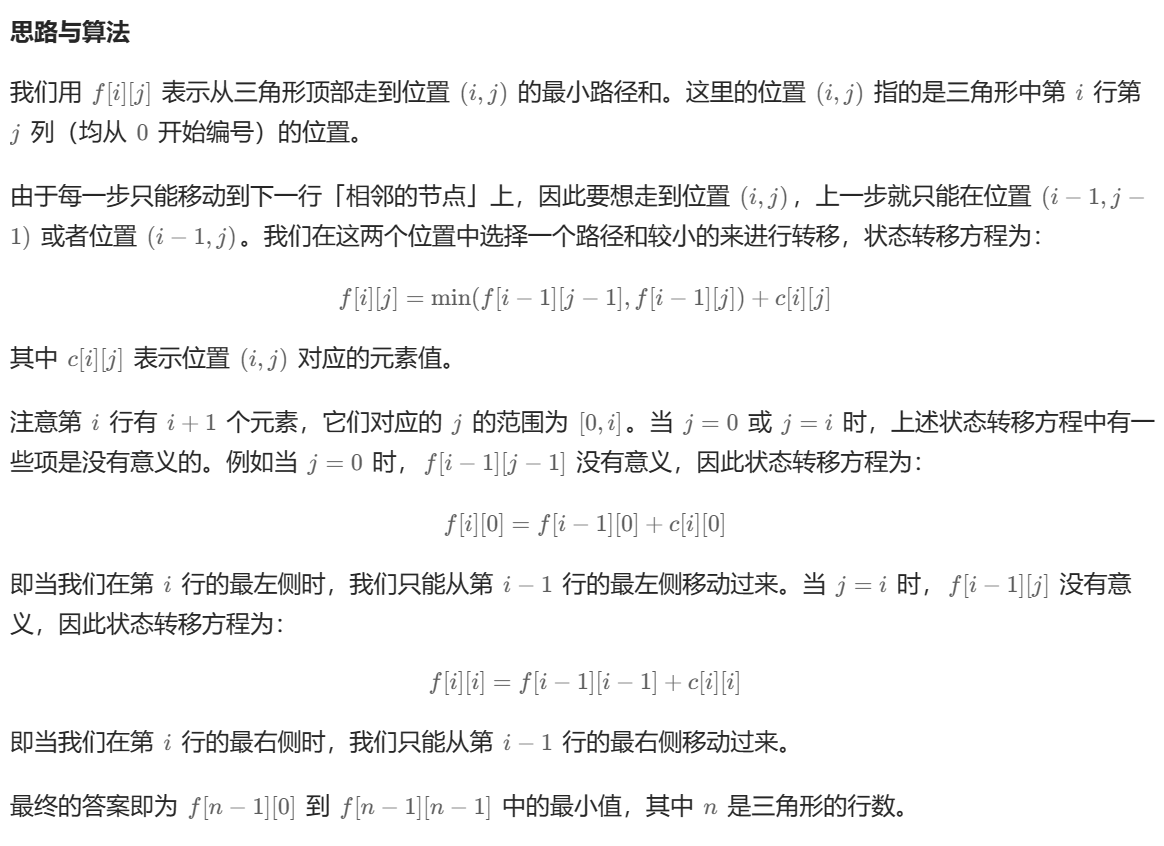 思路与算法
我们用 f[i][j] 表示从三角形顶部走到位置 (i, j) 的最小路径和。这里的位置 (i, j) 指的是三角形中第 i 行第
j 列（均从 0 开始编号）的位置。
由于每一步只能移动到下一行「相邻的节点」上，因此要想走到位置 (i, j)，上一步就只能在位置 (i − 1, j −
1) 或者位置 (i − 1, j)。我们在这两个位置中选择一个路径和较小的来进行转移，状态转移方程为：
f[i][j] = min(f[i − 1][j − 1], f[i − 1][j]) + c[i][j]
其中 c[i][j] 表示位置 (i, j) 对应的元素值。
注意第 i 行有 i + 1 个元素，它们对应的 j 的范围为 [0, i]。当 j = 0 或 j = i 时，上述状态转移方程中有一
些项是没有意义的。例如当 j = 0 时，f[i − 1][j − 1] 没有意义，因此状态转移方程为：
f[i][0] = f[i − 1][0] + c[i][0]
即当我们在第 i 行的最左侧时，我们只能从第 i − 1 行的最左侧移动过来。当 j = i 时，f[i − 1][j] 没有意
义，因此状态转移方程为：
f[i][i] = f[i − 1][i − 1] + c[i][i]
即当我们在第 i 行的最右侧时，我们只能从第 i − 1 行的最右侧移动过来。
最终的答案即为 f[n − 1][0] 到 f[n − 1][n − 1] 中的最小值，其中 n 是三角形的行数。